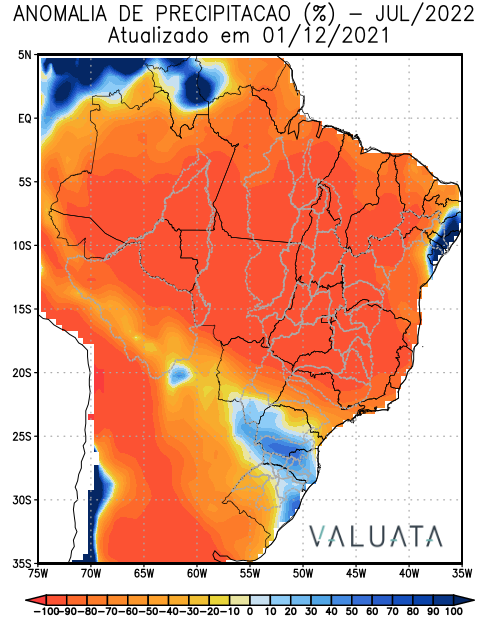 ANOMALIA DE PRECIPITACAO (%) – JUL/2022
Atualizado em 01/12/2021
5N
EQ
5S
10S
15S
20S
25S
30S
35S
VALUATA
75W 70W 65W 60W 55W 50W 45W 40W 35W
-100 -90 -80 -70 -60 -50 -40 -30 -20 -10 0 10 20 30 40 50 60 70 80 90 100